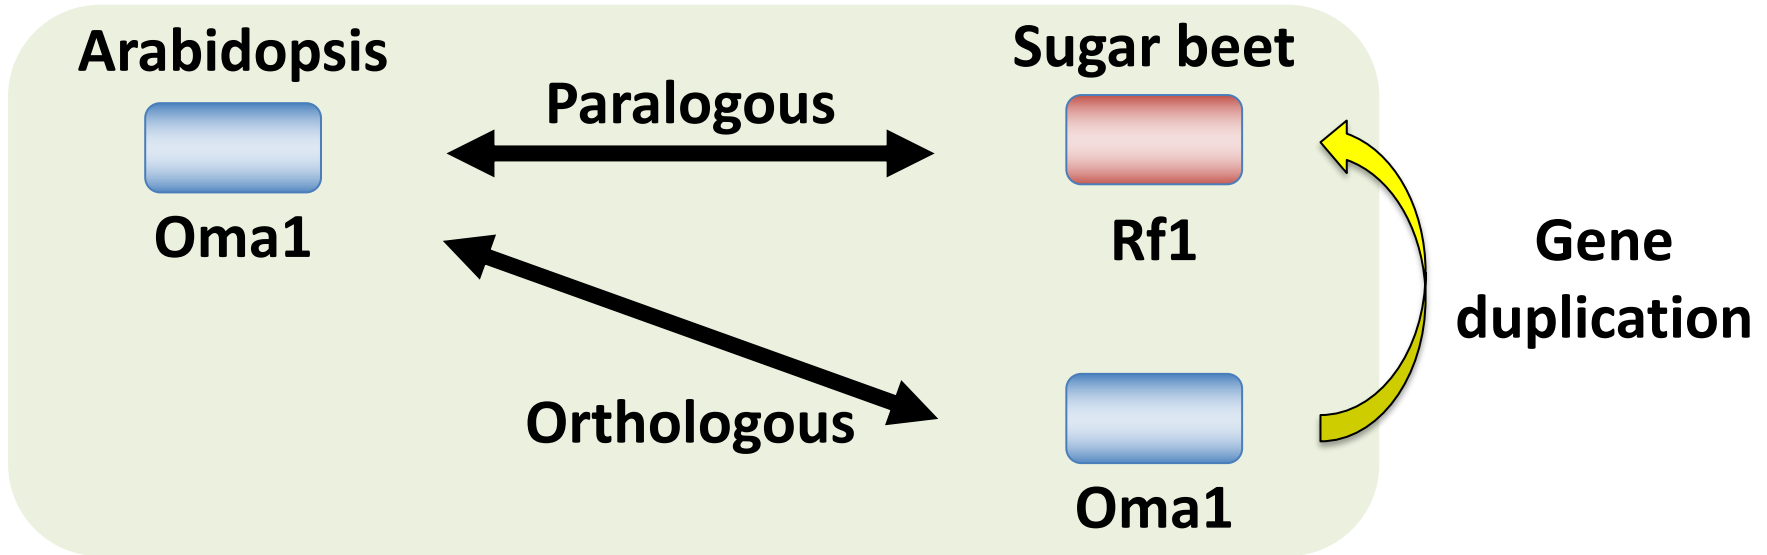 Arabidopsis
Sugar beet
Paralogous
Oma1
Rf1
Gene
duplication
Orthologous
Oma1